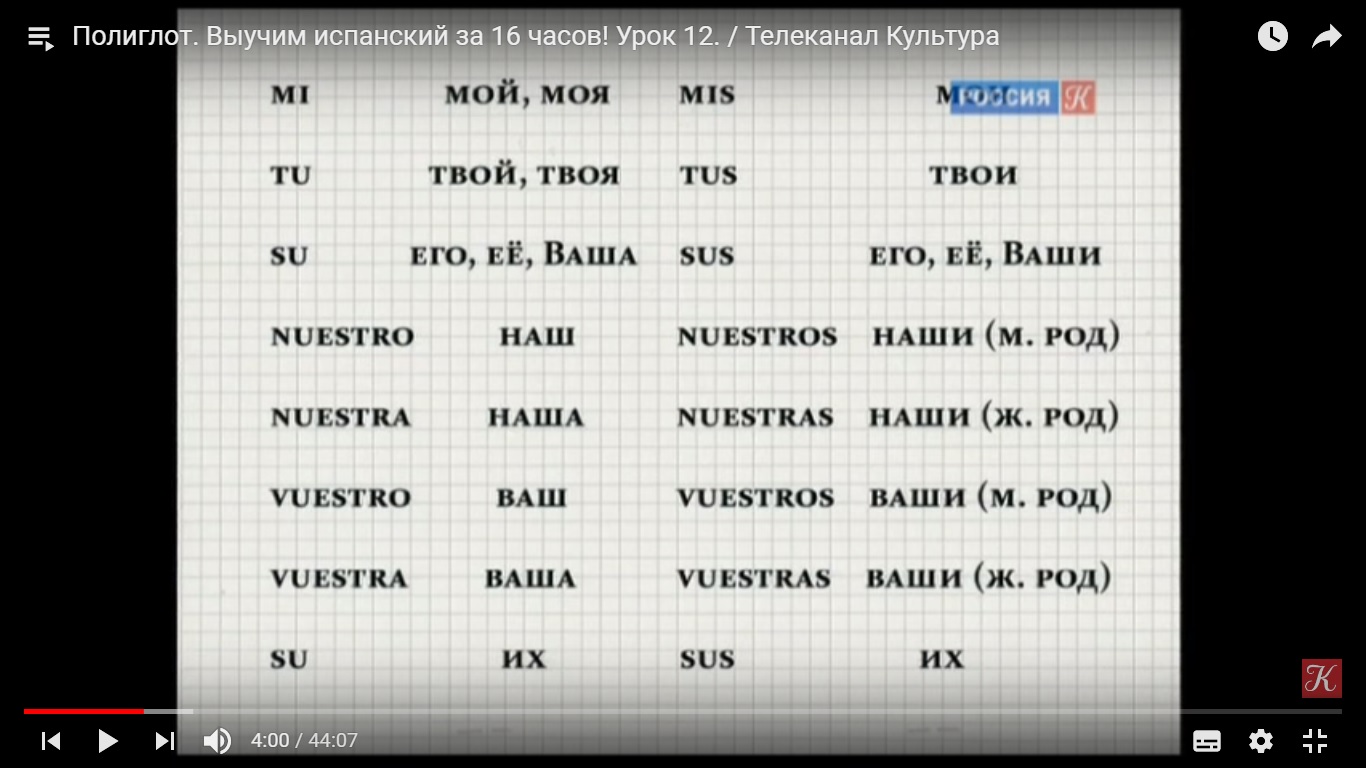 Полиглот. Выучим испанский за 16 часов! Урок 12. / Телеканал Культура
MI МОЙ, МОЯ MIS
РОССИЯ К
TU ТВОЙ, ТВОЯ TUS ТВОИ
SU ЕГО, ЕЁ, ВАША SUS ЕГО, ЕЁ, ВАШИ
NUESTRO НАШ NUESTROS НАШИ (М. РОД)
NUESTRA НАША NUESTRAS НАШИ (Ж. РОД)
VUESTRO ВАШ VUESTROS ВАШИ (М. РОД)
VUESTRA ВАША VUESTRAS ВАШИ (Ж. РОД)
SU ИХ SUS ИХ
К
4:00 / 44:07